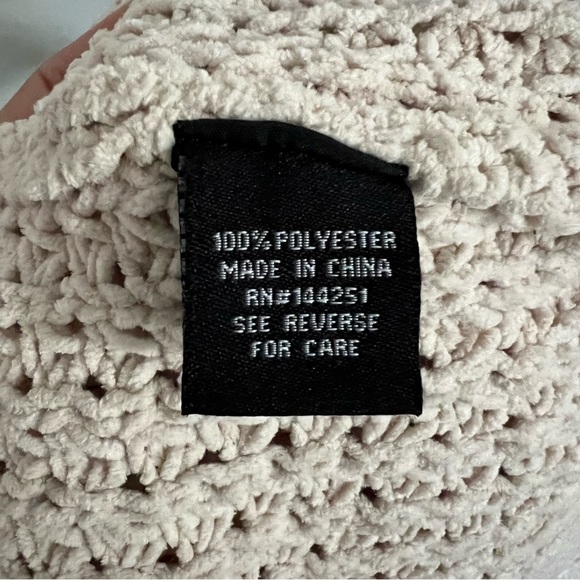 100% POLYESTER
MADE IN CHINA
RN#144251
SEE REVERSE
FOR CARE